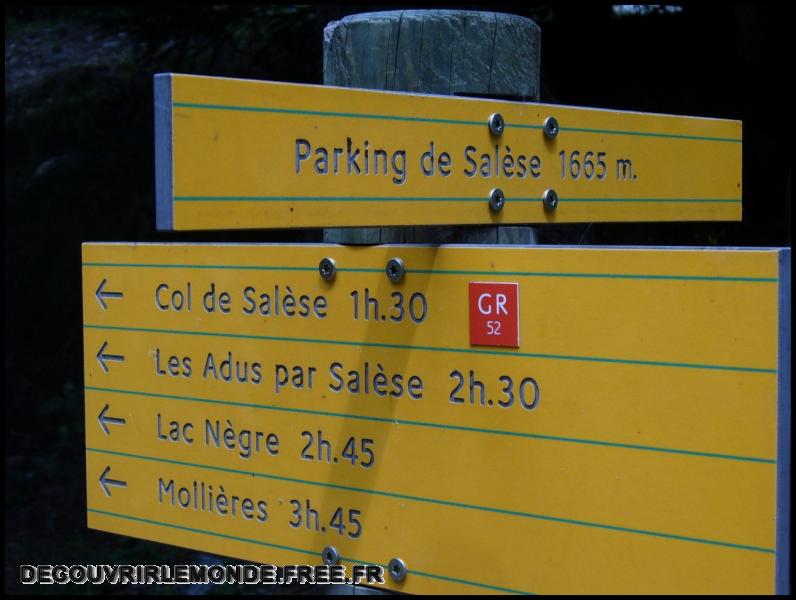 Parking de Salèse 1665 m.
← Col de Salèse 1h.30 GR 52
← Les Adus par Salèse 2h.30
← Lac Nègre 2h.45
← Mollières 3h.45
DECOUVRIRLEMONDE.FREE.FR